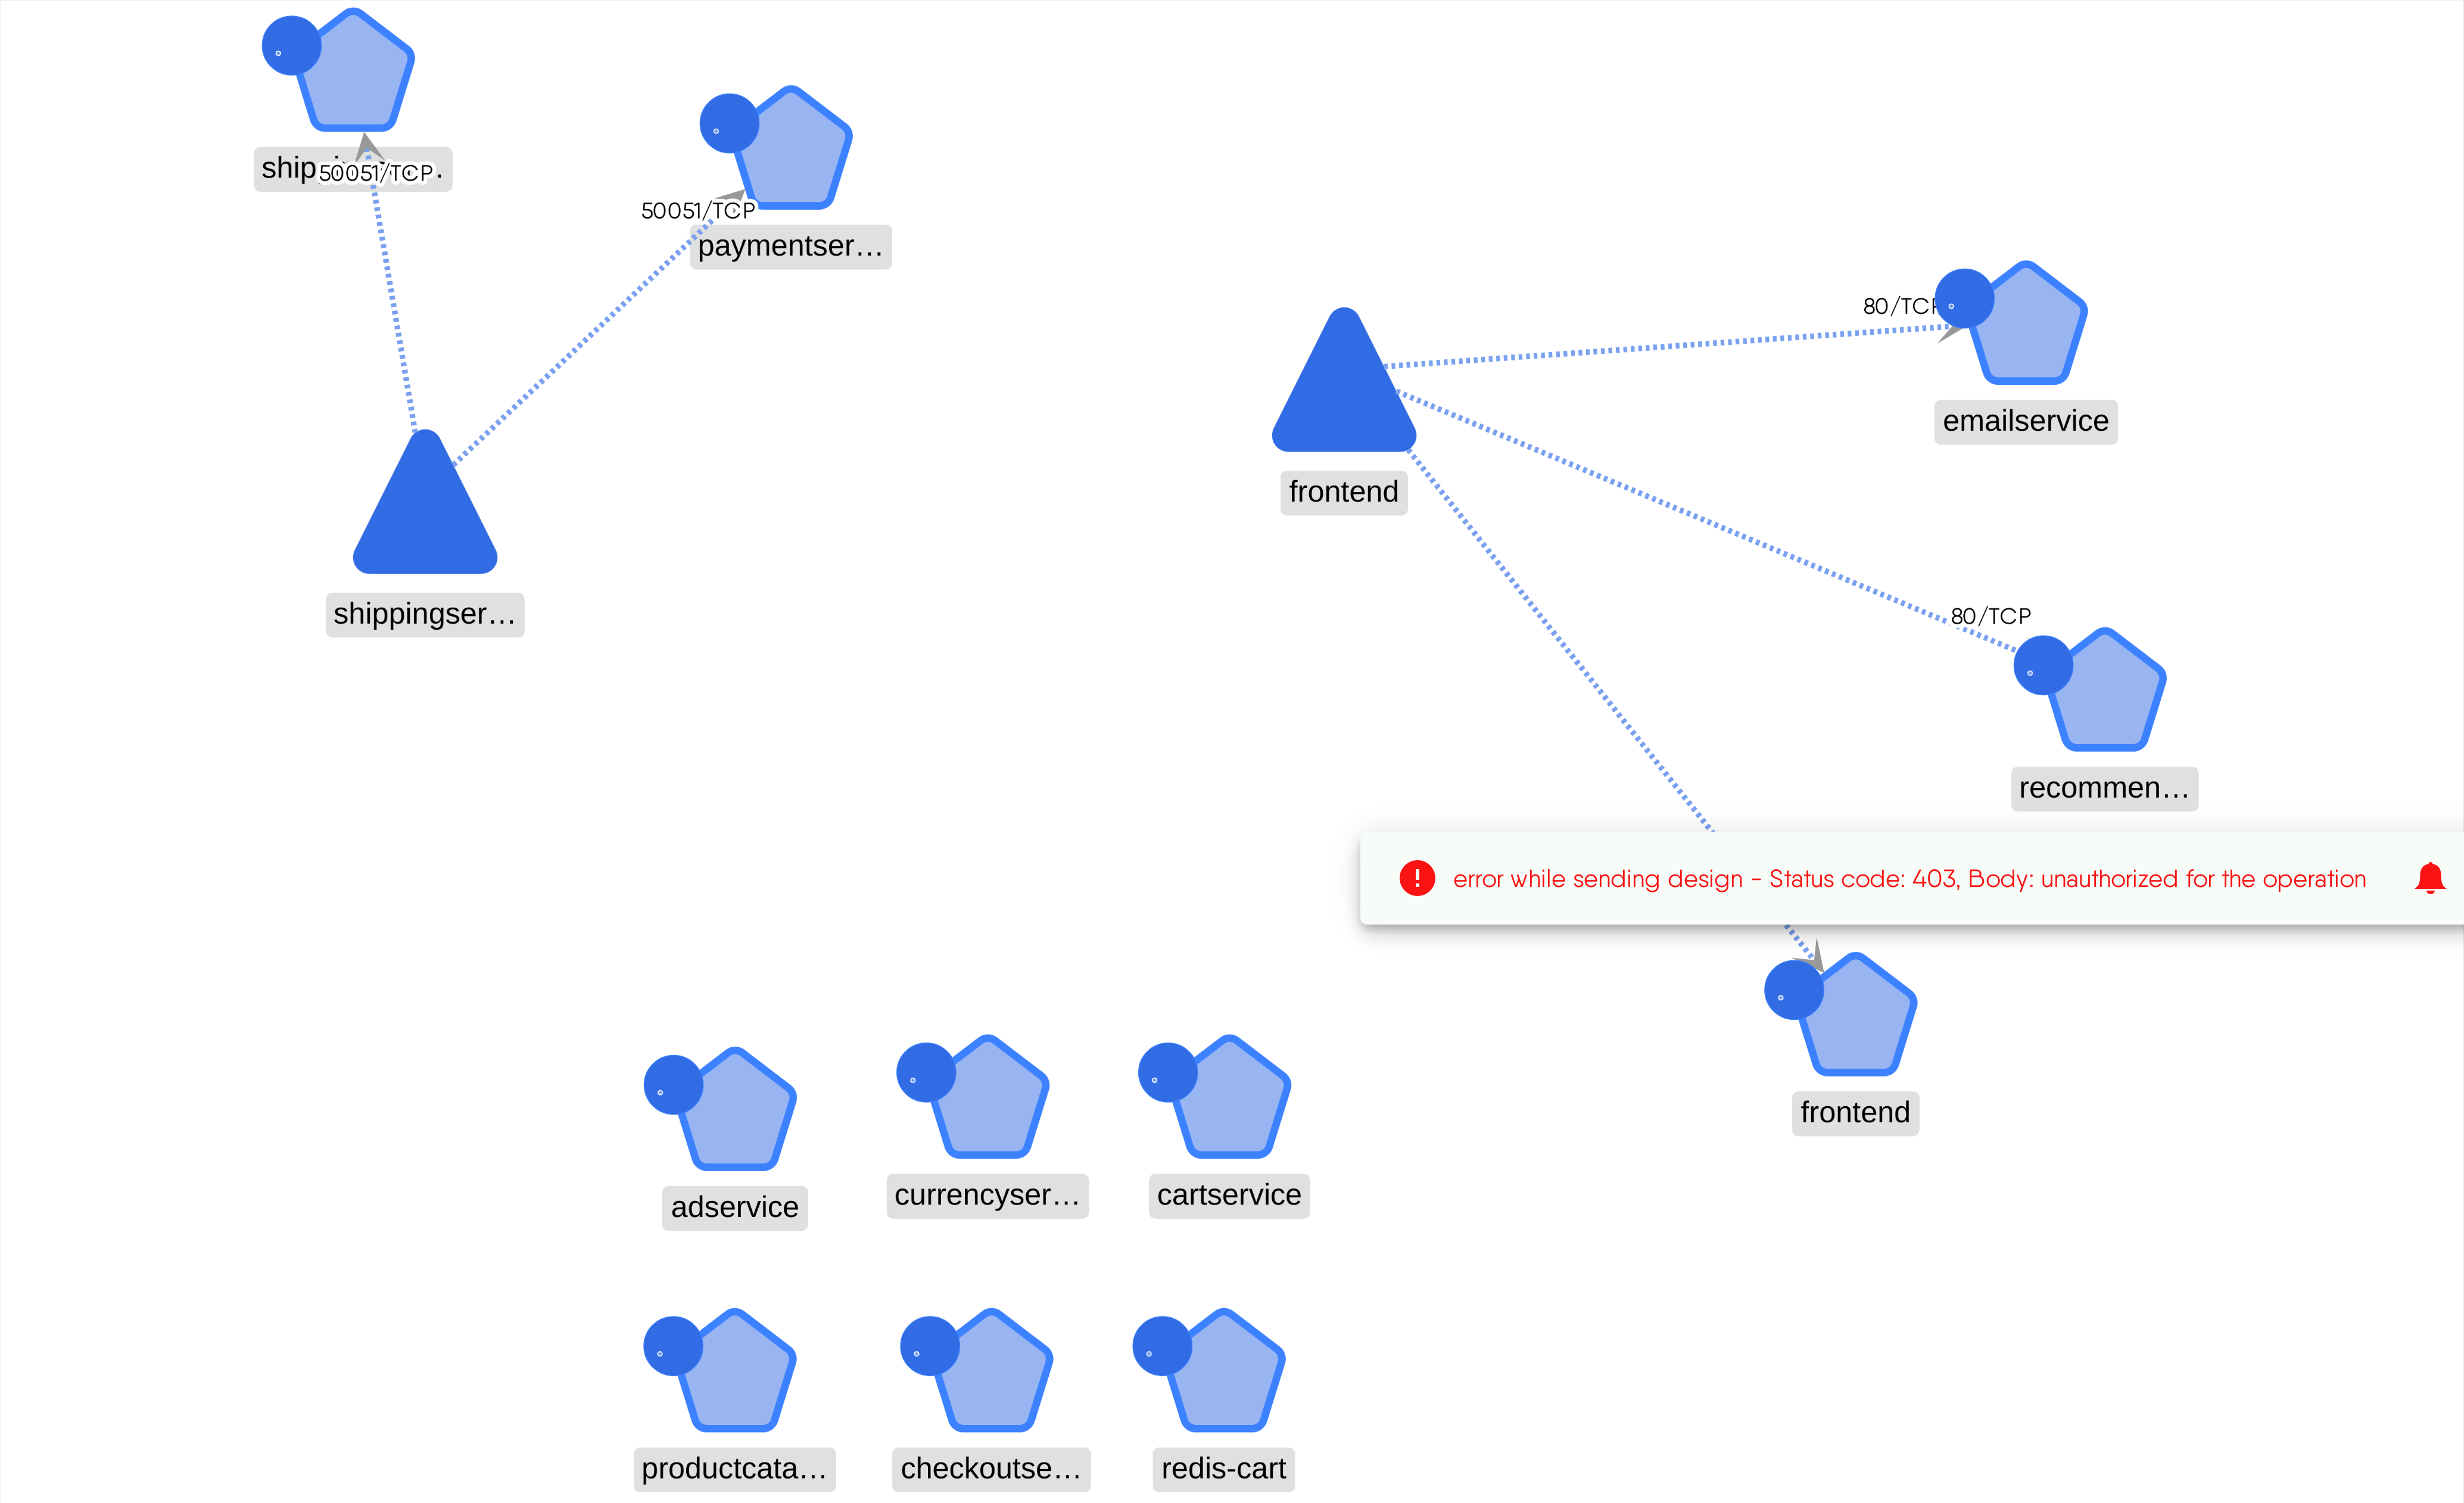 50051/TCP
50051/TCP
paymentser...
80/TCP
emailservice
frontend
shippingser...
80/TCP
recommen...
error while sending design - Status code: 403, Body: unauthorized for the operation
frontend
adservice
currencyser...
cartservice
productcata...
checkoutse...
redis-cart